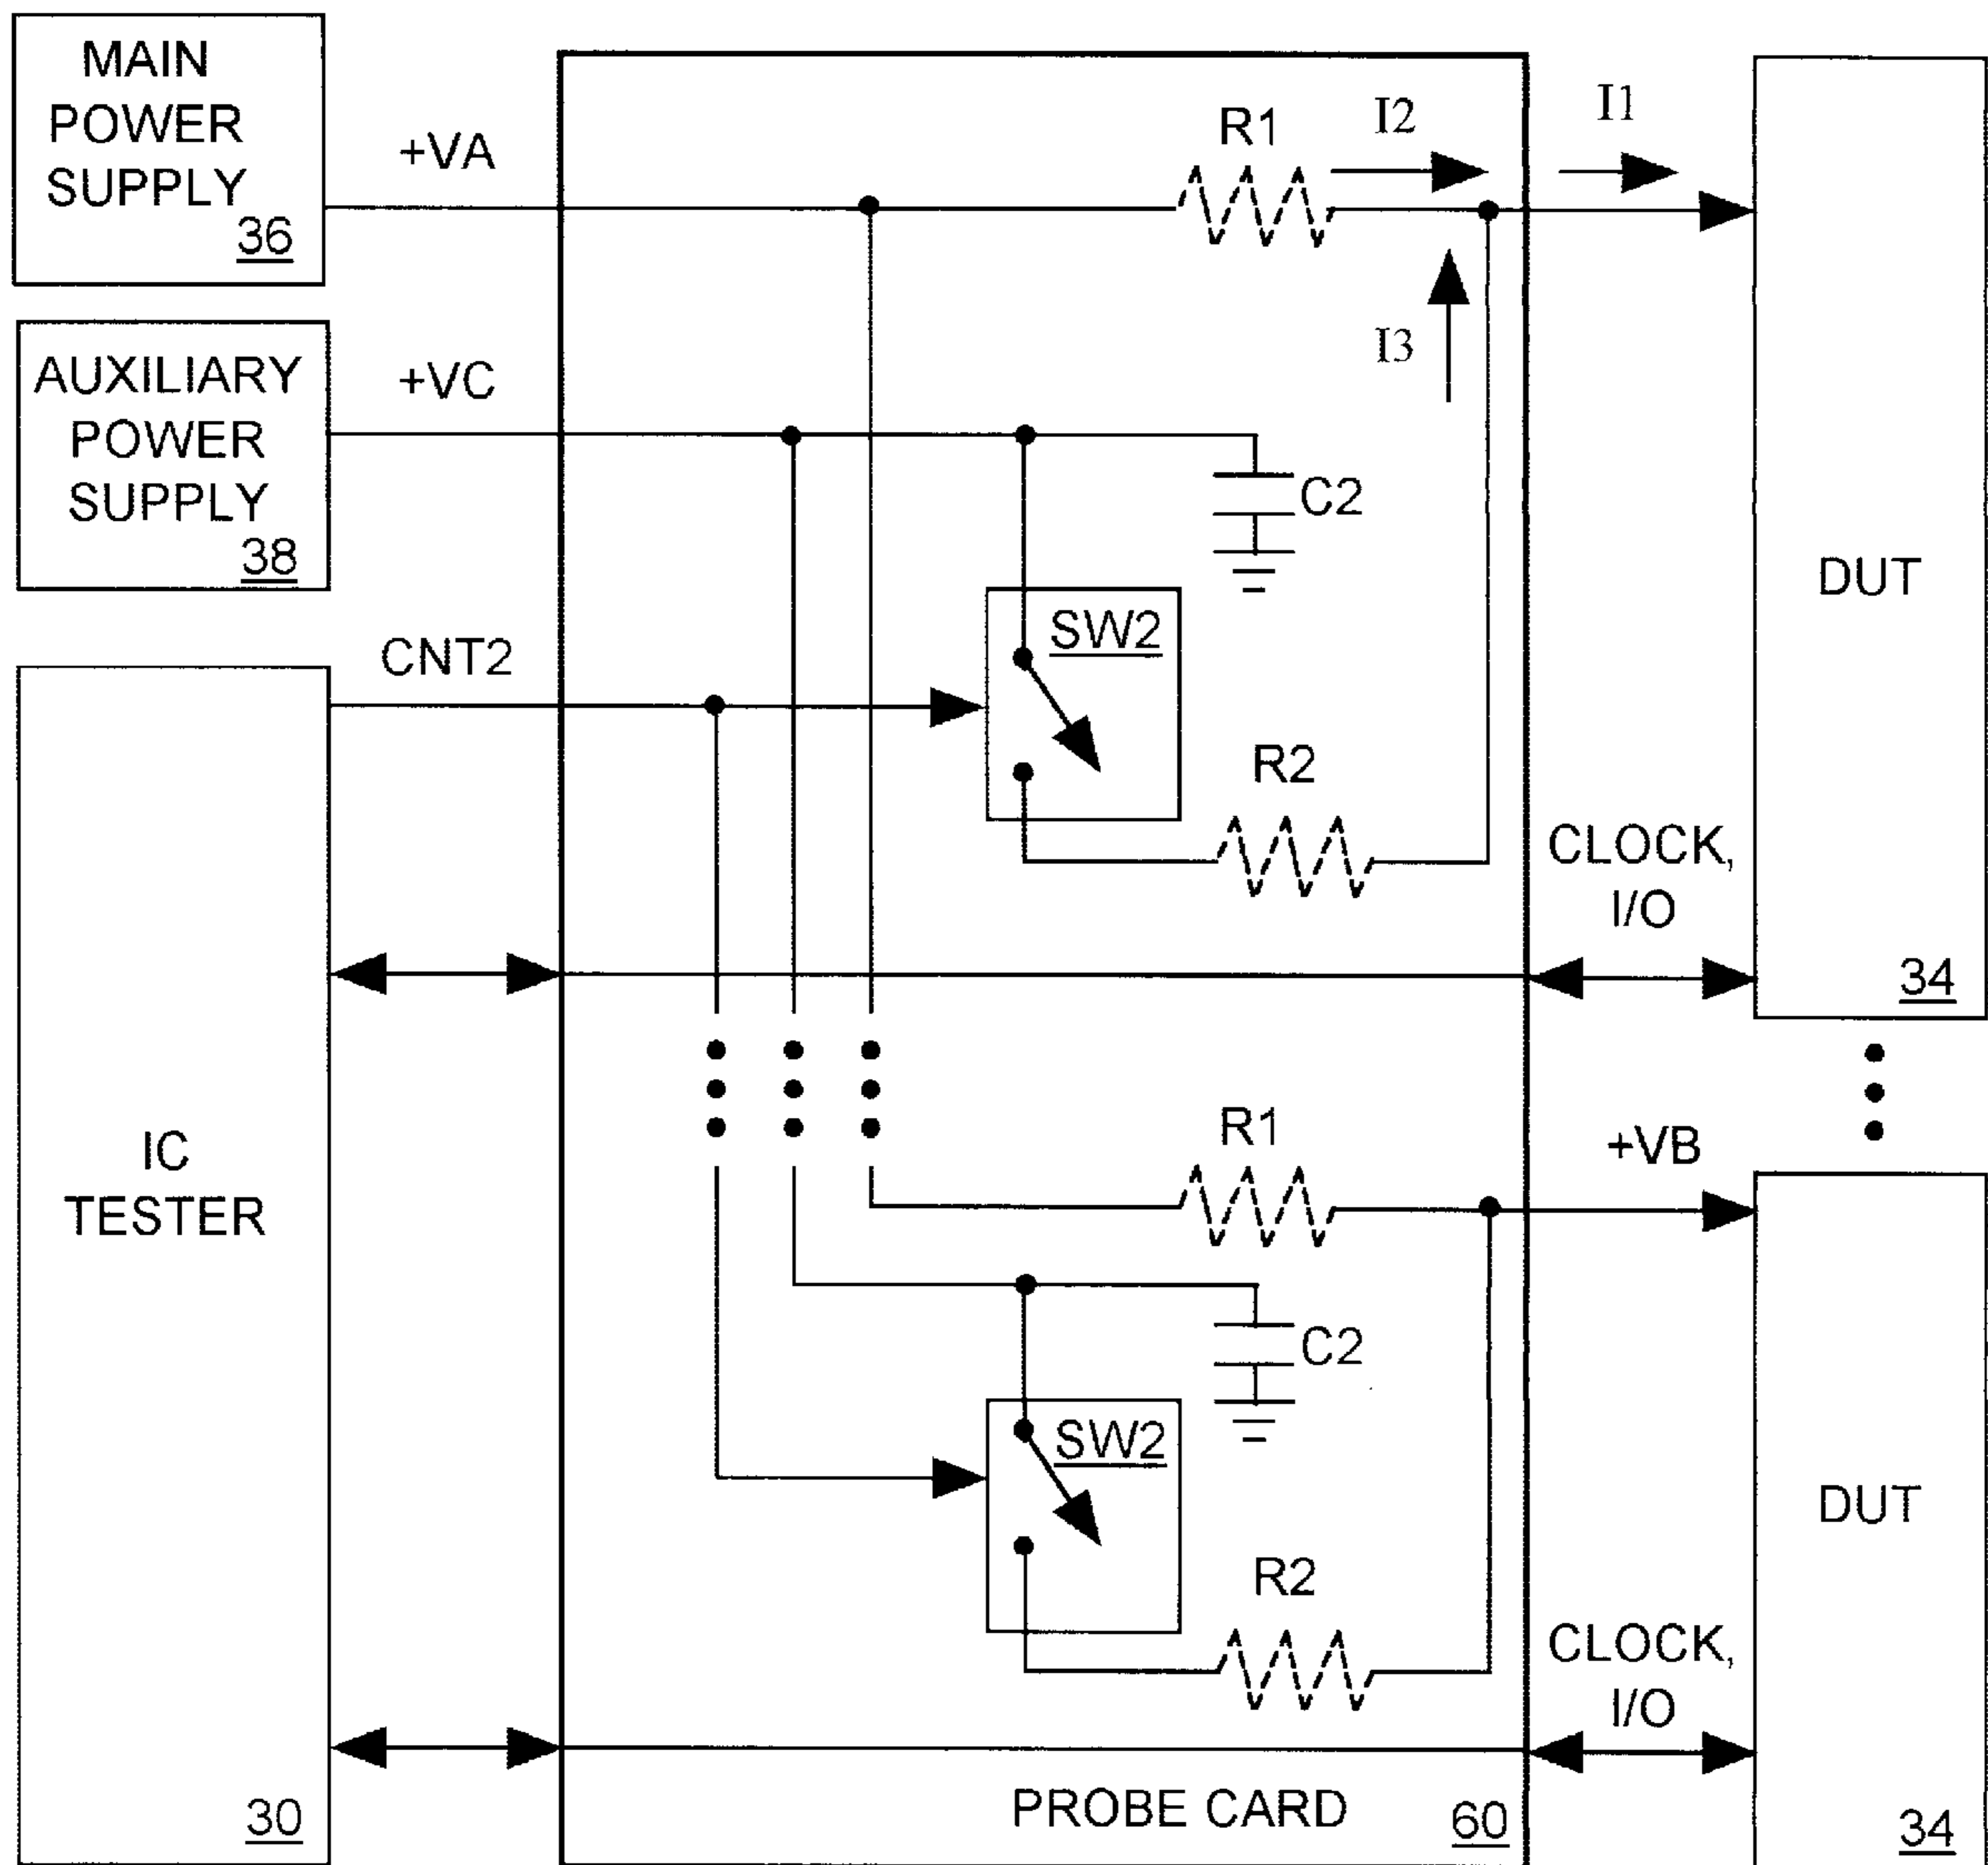 MAIN
POWER
SUPPLY
36
+VA
R1
I2
I1
AUXILIARY
POWER
SUPPLY
38
+VC
I3
C2
DUT
34
CNT2
SW2
R2
CLOCK,
I/O
IC
TESTER
30
R1
+VB
C2
SW2
DUT
34
R2
CLOCK,
I/O
PROBE CARD
60